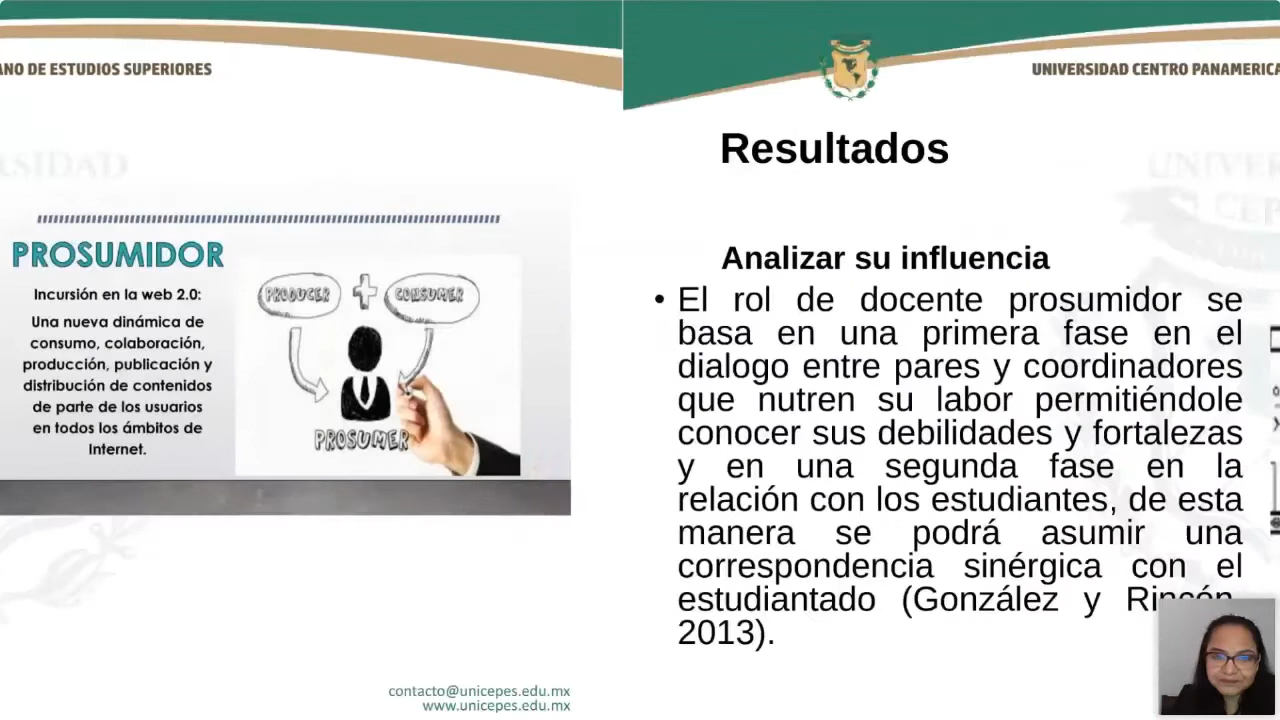 ANO DE ESTUDIOS SUPERIORES
RSIDAD
PROSUMIDOR
Incursión en la web 2.0:
Una nueva dinámica de
consumo, colaboración,
producción, publicación y
distribución de contenidos
de parte de los usuarios
en todos los ámbitos de
Internet.
PRODUCER + CONSUMER
PROSUMER
contacto@unicepes.edu.mx
www.unicepes.edu.mx
UNIVERSIDAD CENTRO PANAMERICA
Resultados
UNIVER
Analizar su influencia
• El rol de docente prosumidor se
basa en una primera fase en el
dialogo entre pares y coordinadores
que nutren su labor permitiéndole
conocer sus debilidades y fortalezas
y en una segunda fase en la
relación con los estudiantes, de esta
manera se podrá asumir una
correspondencia sinérgica con el
estudiantado (González y Rincón,
2013).